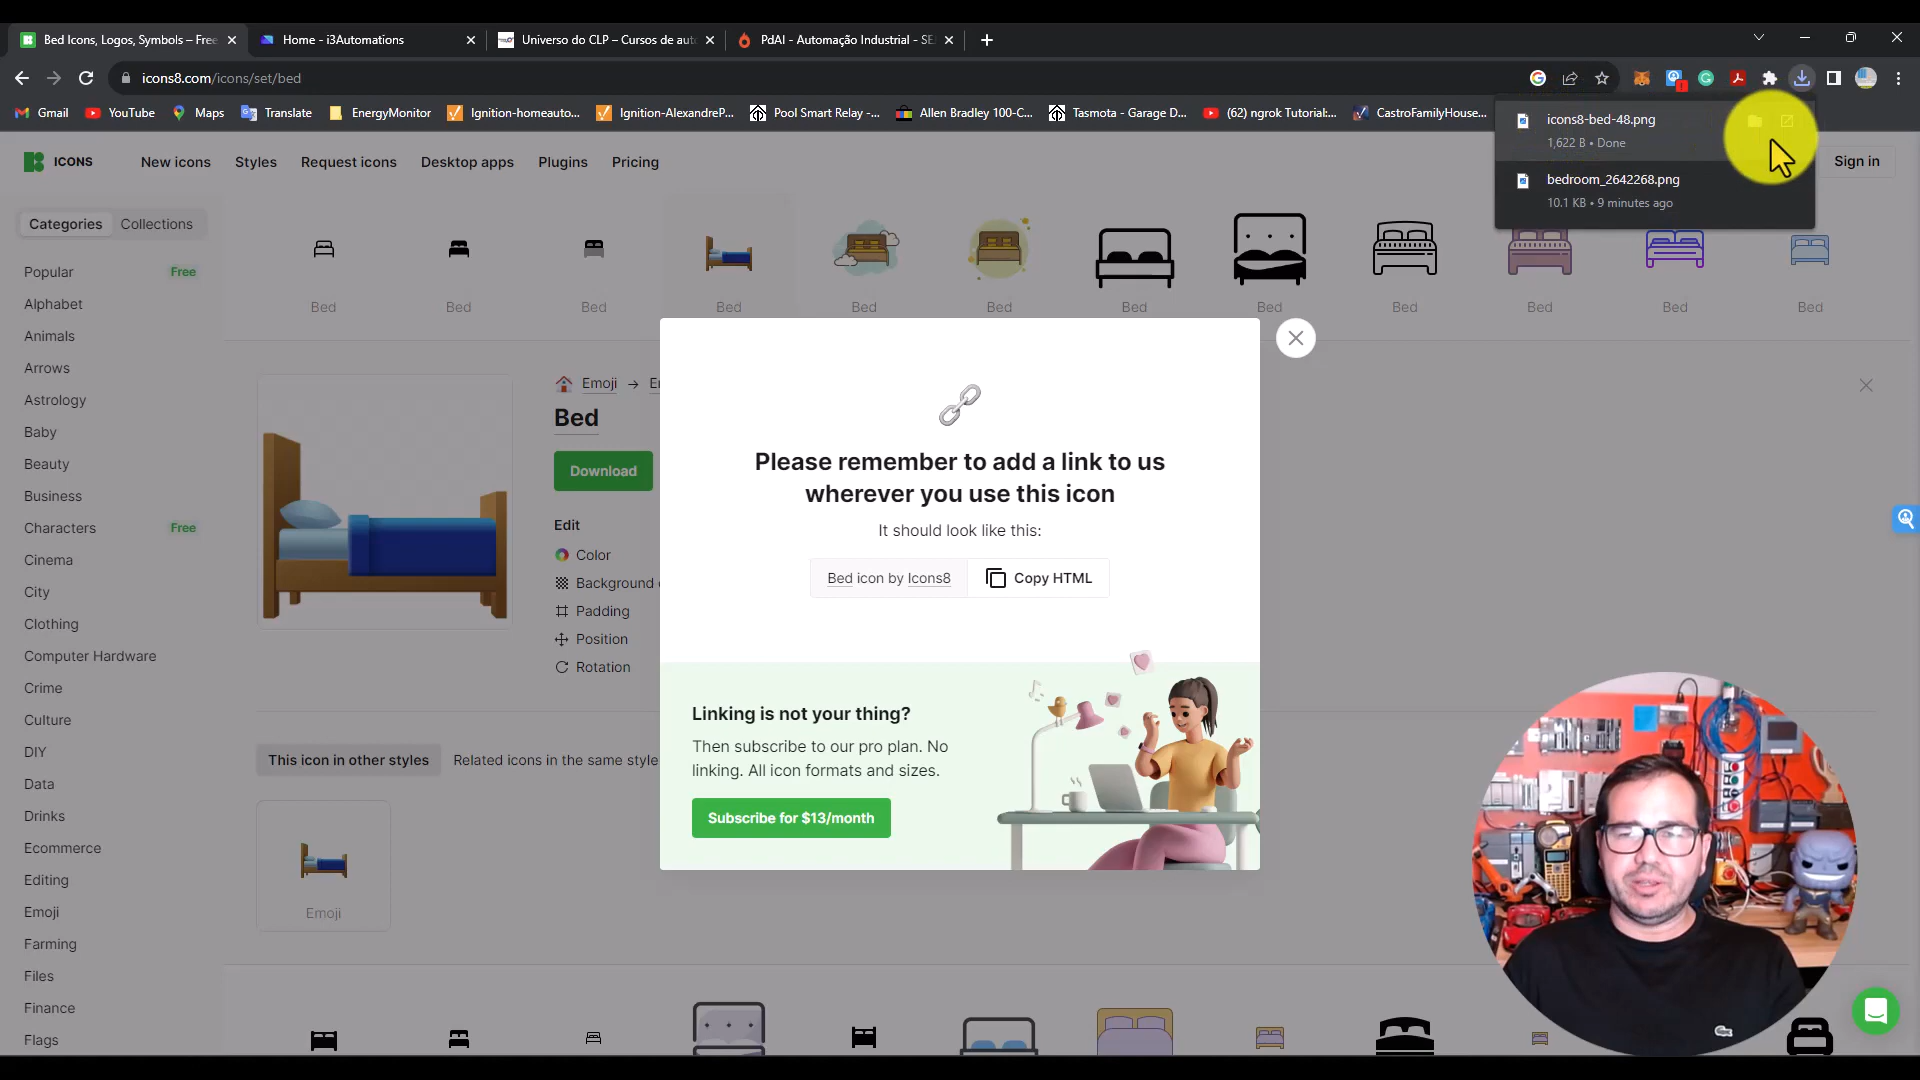 Bed Icons, Logos, Symbols – Free
Home - i3Automations
Universo do CLP – Cursos de aut
PdAI - Automação Industrial - SE
icons8.com/icons/set/bed
Gmail
YouTube
Maps
Translate
EnergyMonitor
Ignition-homeauto...
Ignition-AlexandreP...
Pool Smart Relay -...
Allen Bradley 100-C...
Tasmota - Garage D...
(62) ngrok Tutorial:...
CastroFamilyHouse...
icons8-bed-48.png
1,622 B • Done
bedroom_2642268.png
10.1 KB • 9 minutes ago
ICONS
New icons
Styles
Request icons
Desktop apps
Plugins
Pricing
Sign in
Categories
Collections
Popular
Free
Alphabet
Animals
Arrows
Astrology
Baby
Beauty
Business
Characters
Free
Cinema
City
Clothing
Computer Hardware
Crime
Culture
DIY
Data
Drinks
Ecommerce
Editing
Emoji
Farming
Files
Finance
Flags
Bed
Bed
Bed
Bed
Bed
Bed
Bed
Bed
Bed
Bed
Bed
Bed
Emoji → E
Bed
Download
Edit
Color
Background
Padding
Position
Rotation
This icon in other styles
Related icons in the same style
Emoji
Please remember to add a link to us
wherever you use this icon
It should look like this:
Bed icon by Icons8
Copy HTML
Linking is not your thing?
Then subscribe to our pro plan. No
linking. All icon formats and sizes.
Subscribe for $13/month